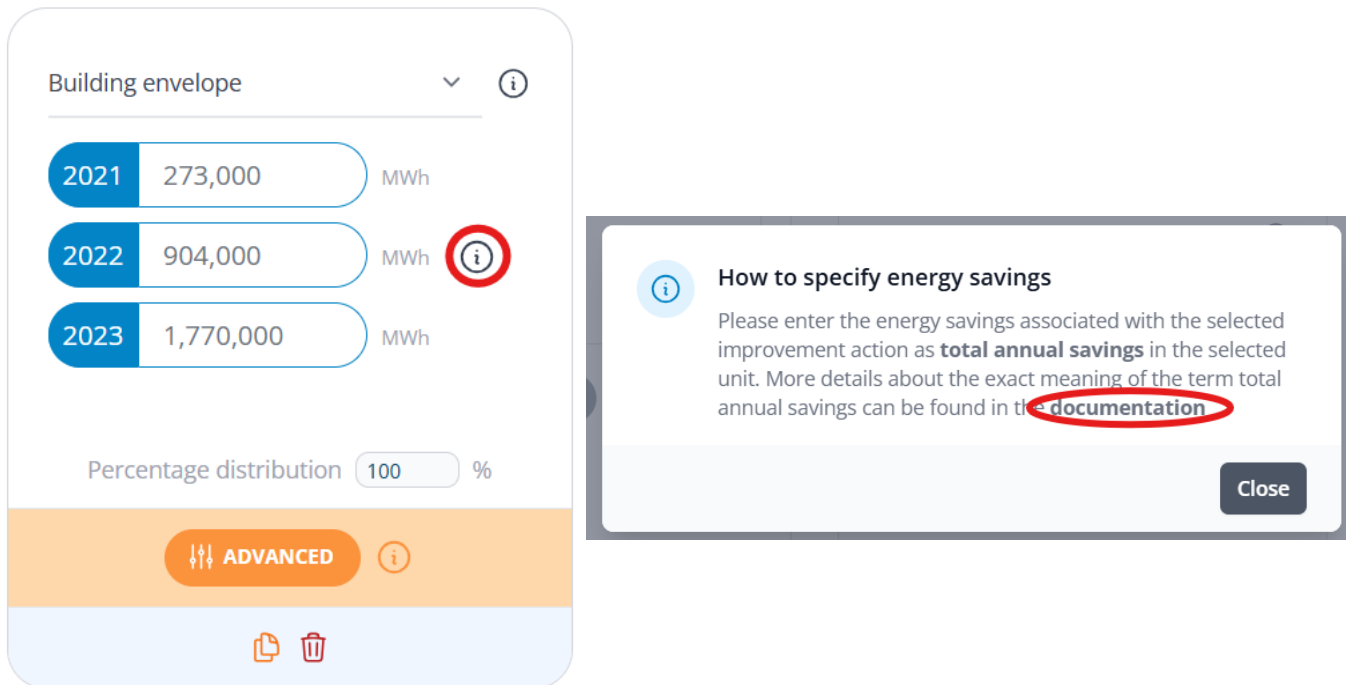 Building envelope
2021 273,000 MWh
2022 904,000 MWh
2023 1,770,000 MWh
Percentage distribution 100 %
ADVANCED
How to specify energy savings
Please enter the energy savings associated with the selected
improvement action as total annual savings in the selected
unit. More details about the exact meaning of the term total
annual savings can be found in the documentation
Close